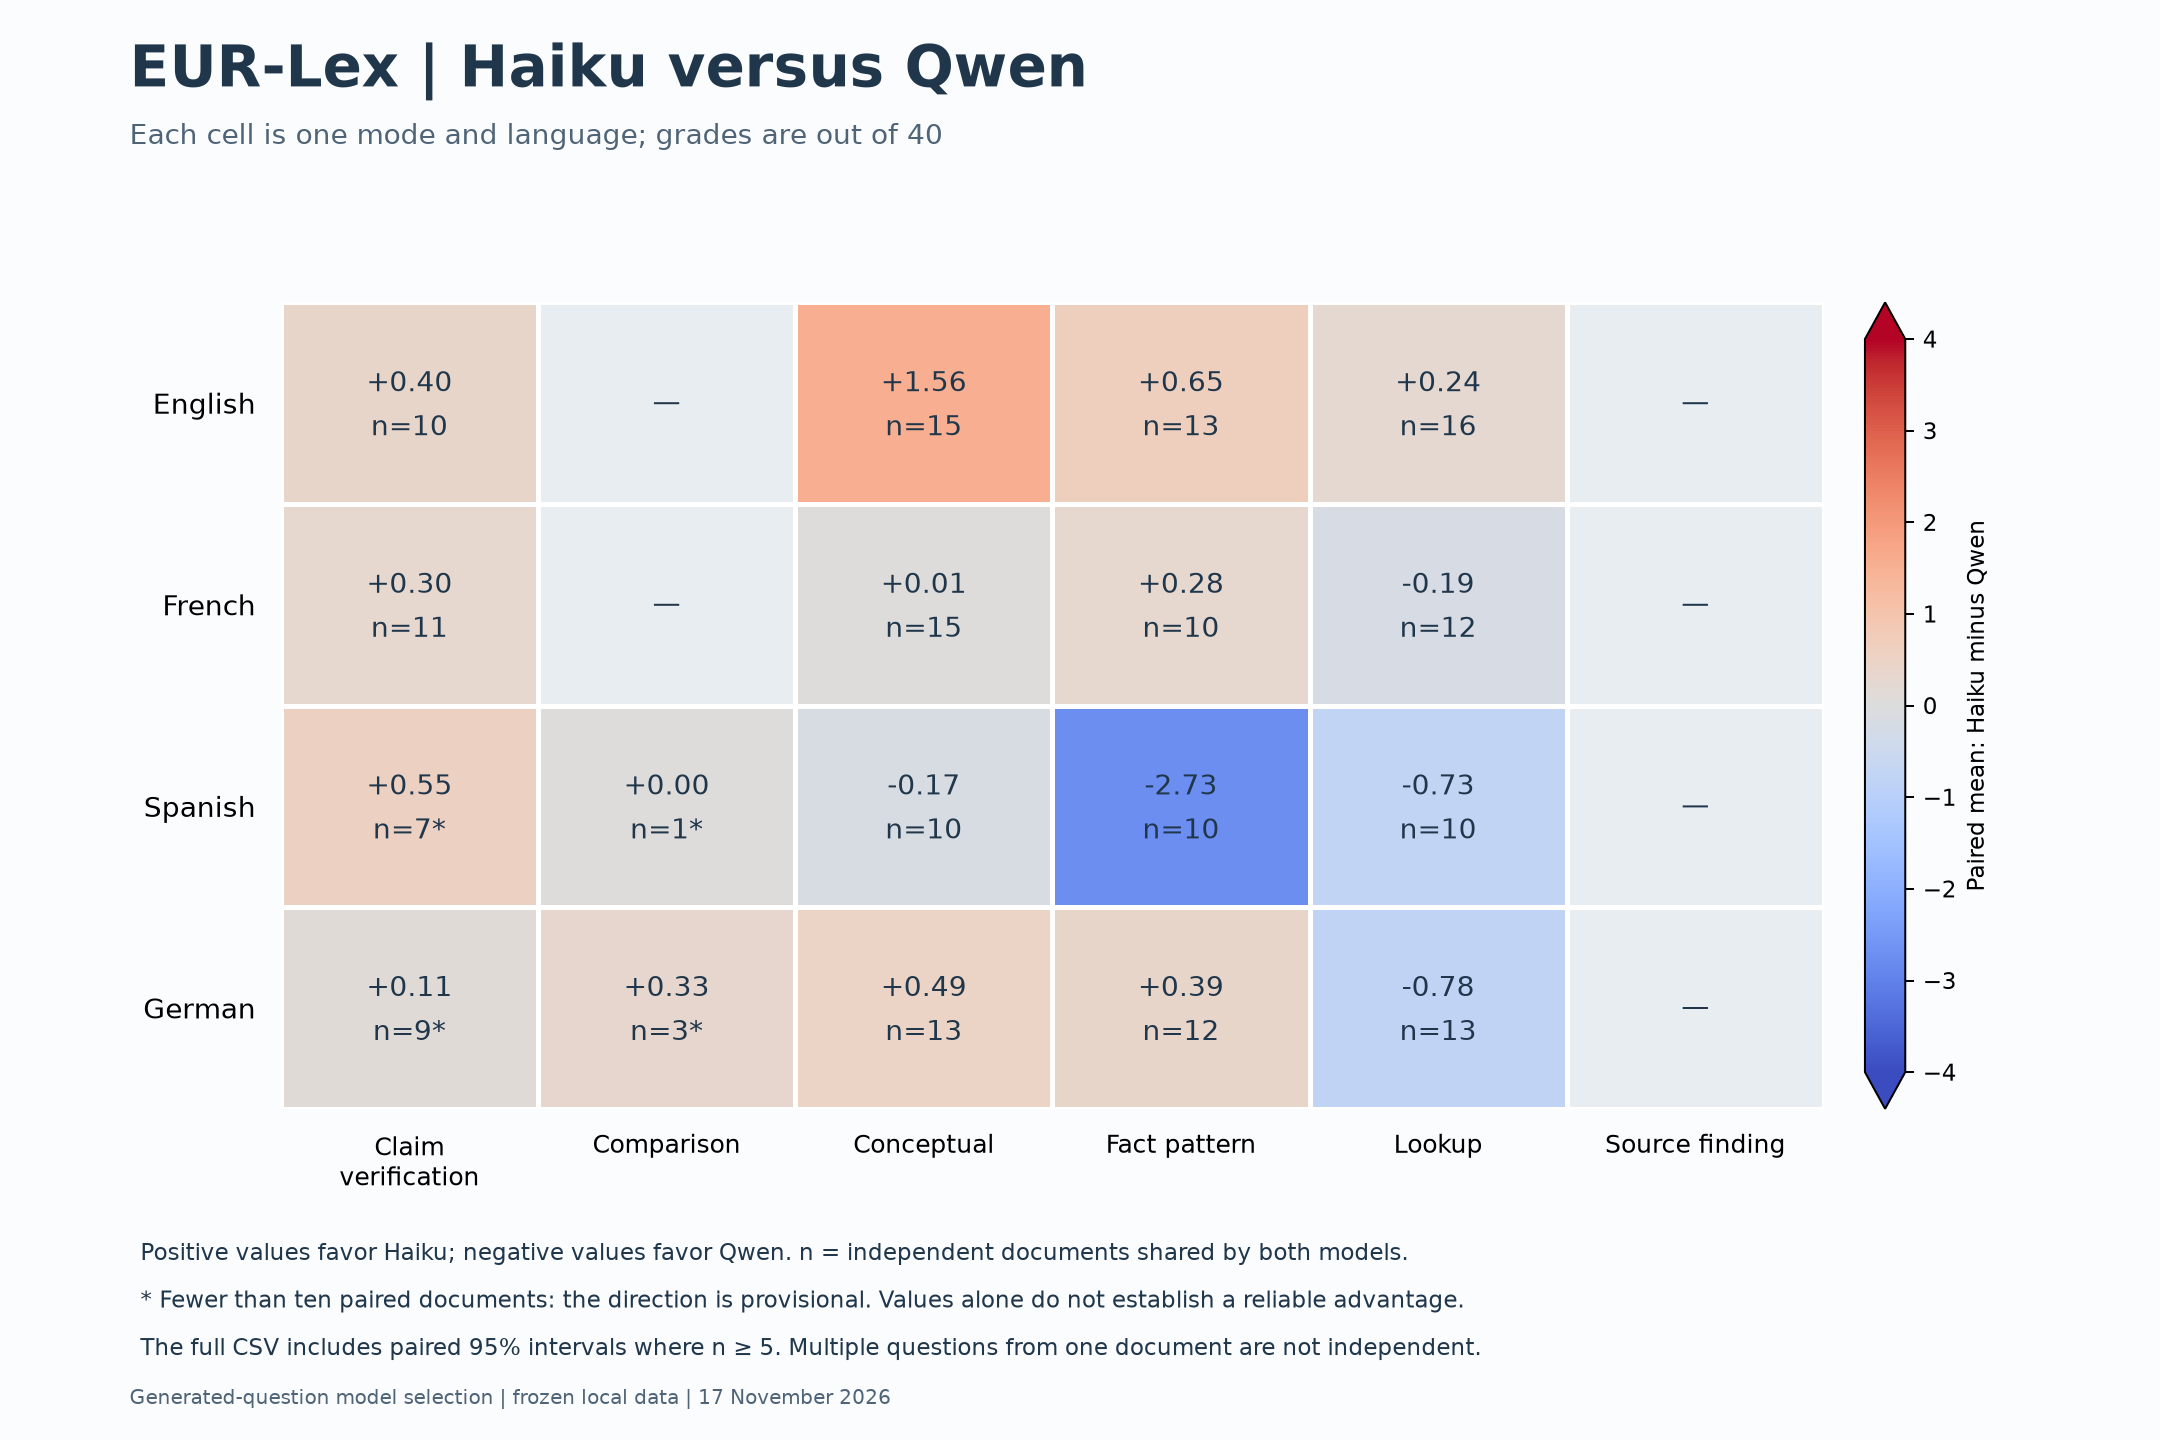 EUR-Lex | Haiku versus Qwen
Each cell is one mode and language; grades are out of 40
English
+0.40
n=10
—
+1.56
n=15
+0.65
n=13
+0.24
n=16
—
French
+0.30
n=11
—
+0.01
n=15
+0.28
n=10
-0.19
n=12
—
Spanish
+0.55
n=7*
+0.00
n=1*
-0.17
n=10
-2.73
n=10
-0.73
n=10
—
German
+0.11
n=9*
+0.33
n=3*
+0.49
n=13
+0.39
n=12
-0.78
n=13
—
Claim
verification
Comparison
Conceptual
Fact pattern
Lookup
Source finding
4
3
2
1
0
−1
−2
−3
−4
Paired mean: Haiku minus Qwen
Positive values favor Haiku; negative values favor Qwen. n = independent documents shared by both models.
* Fewer than ten paired documents: the direction is provisional. Values alone do not establish a reliable advantage.
The full CSV includes paired 95% intervals where n ≥ 5. Multiple questions from one document are not independent.
Generated-question model selection | frozen local data | 17 November 2026